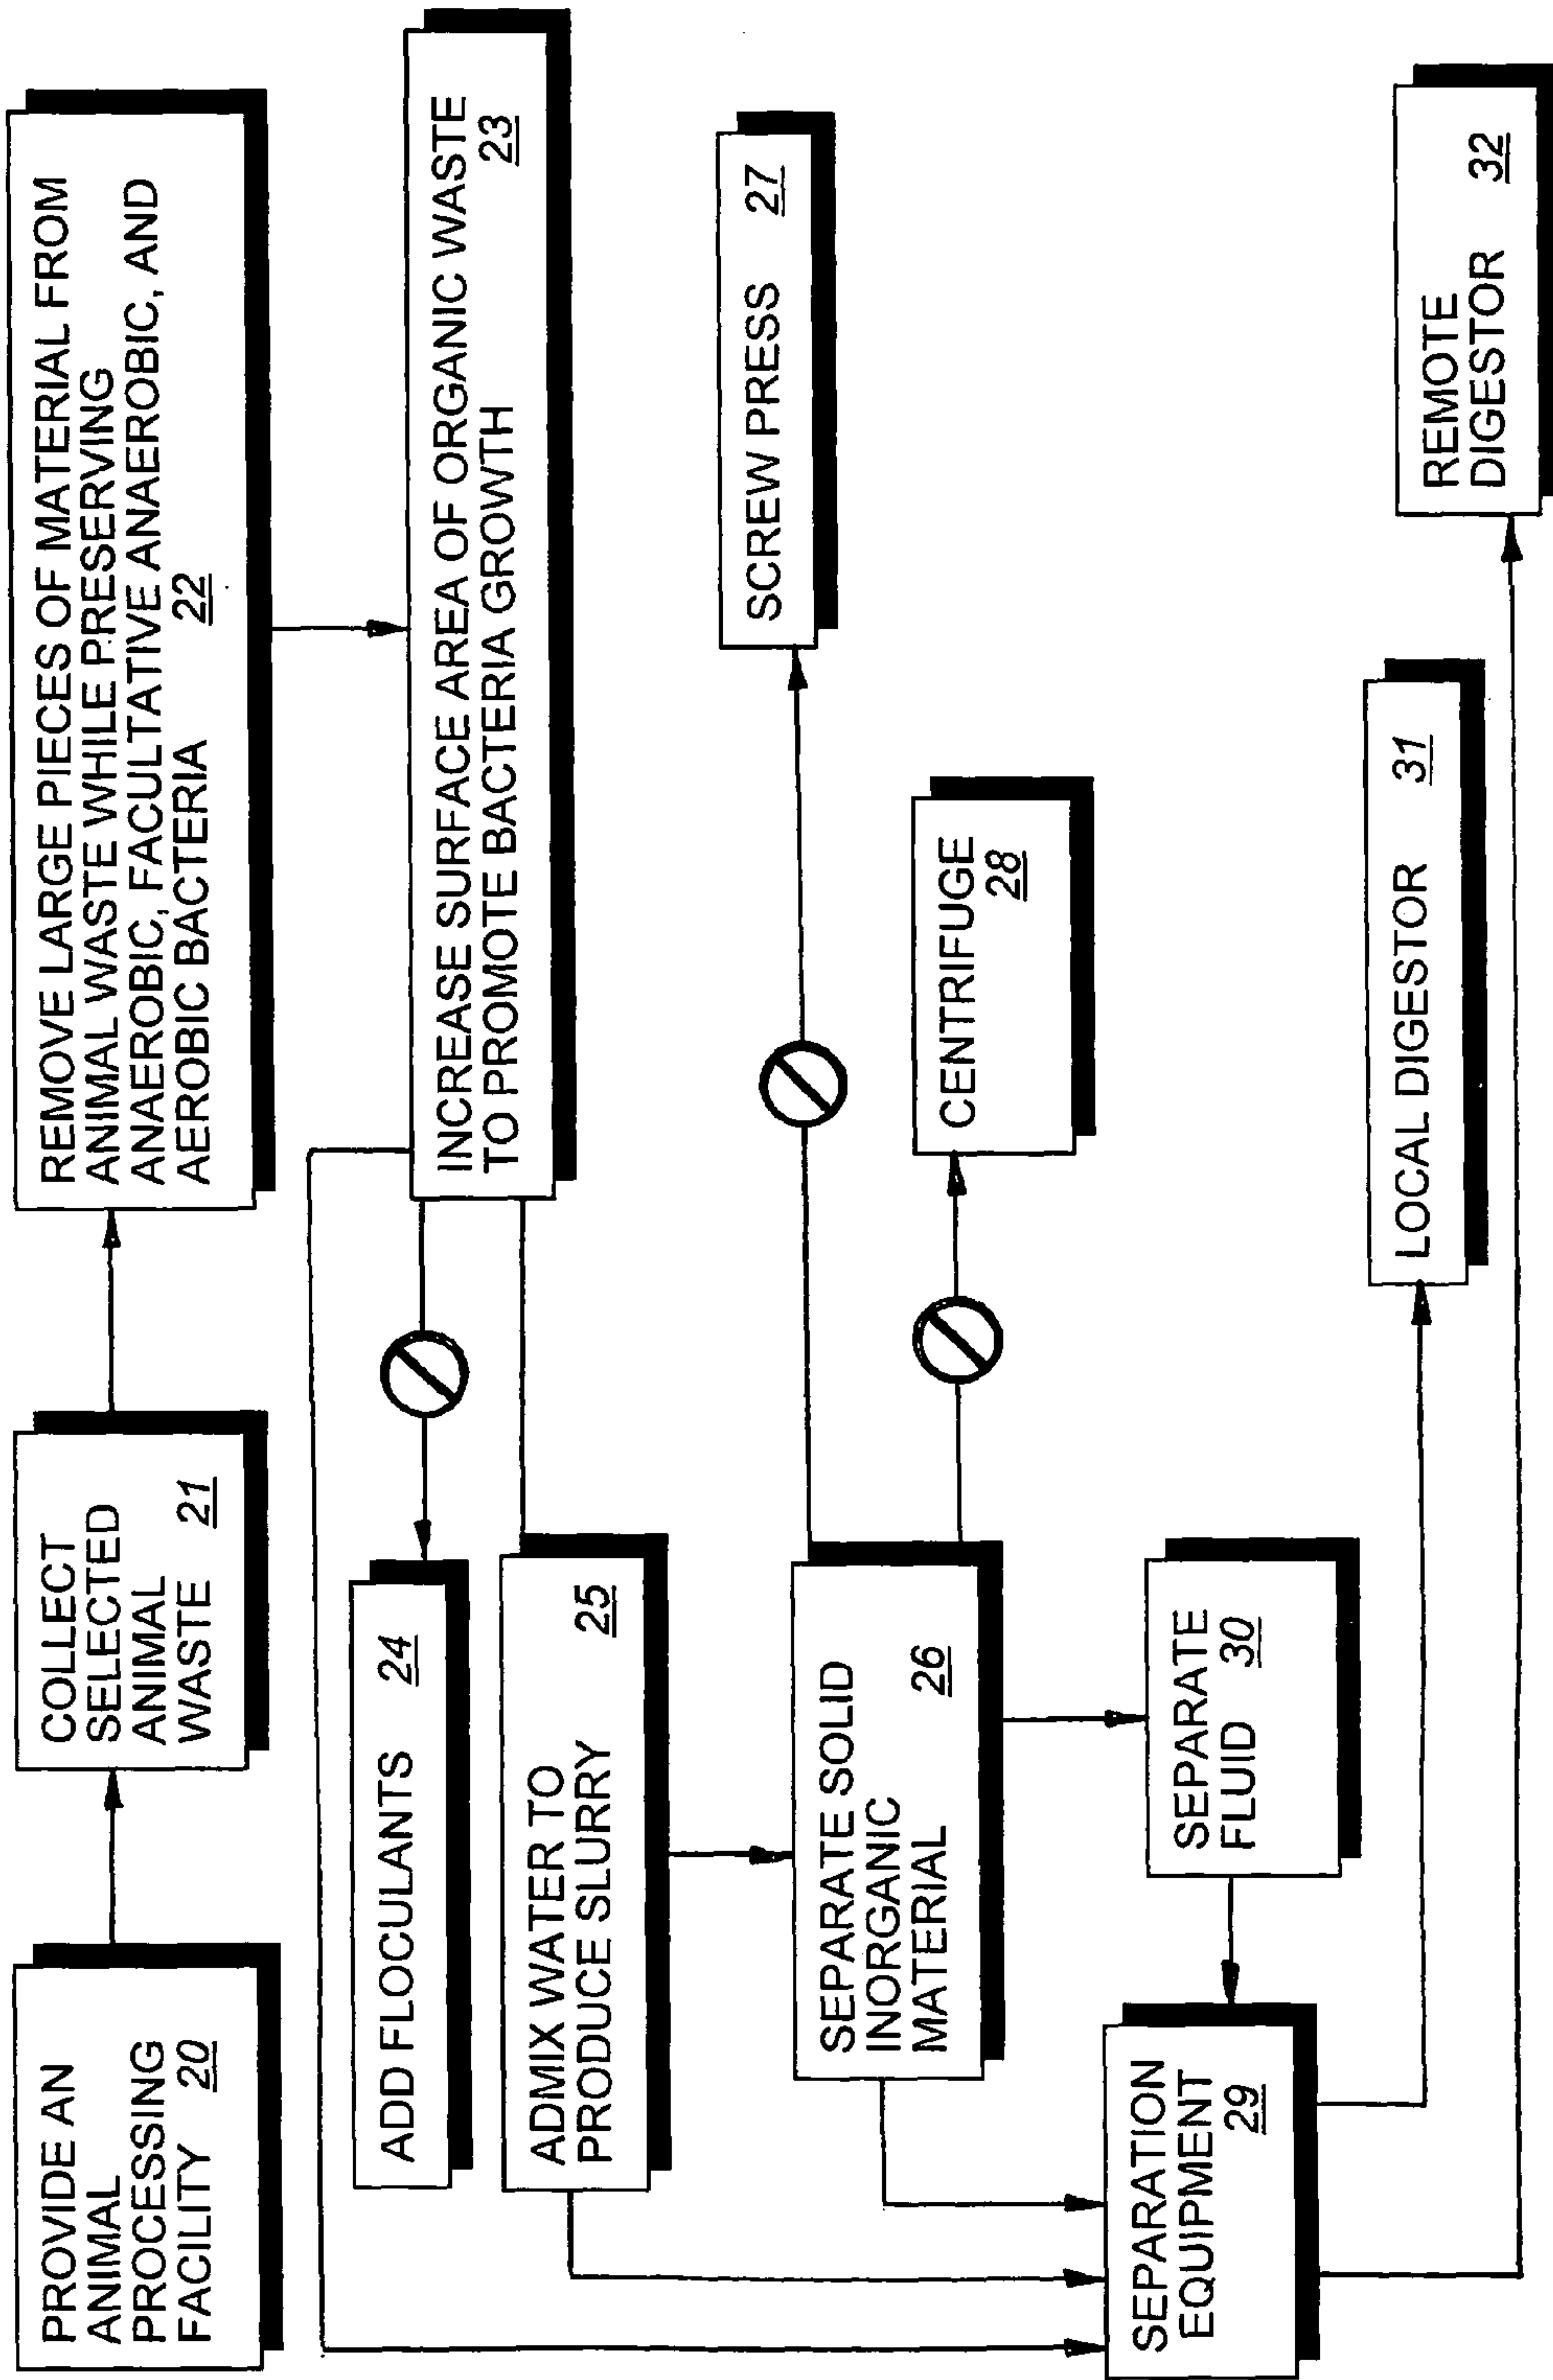 PROVIDE AN
ANIMAL
PROCESSING
FACILITY 20
COLLECT
SELECTED
ANIMAL
WASTE 21
REMOVE LARGE PIECES OF MATERIAL FROM
ANIMAL WASTE WHILE PRESERVING
ANAEROBIC, FACULTATIVE ANAEROBIC, AND
AEROBIC BACTERIA 22
INCREASE SURFACE AREA OF ORGANIC WASTE
TO PROMOTE BACTERIA GROWTH 23
ADD FLOCULANTS 24
ADMIX WATER TO
PRODUCE SLURRY 25
SCREW PRESS 27
SEPARATE SOLID
INORGANIC
MATERIAL 26
CENTRIFUGE
28
SEPARATION
EQUIPMENT
29
SEPARATE
FLUID 30
LOCAL DIGESTOR 31
REMOTE
DIGESTOR 32